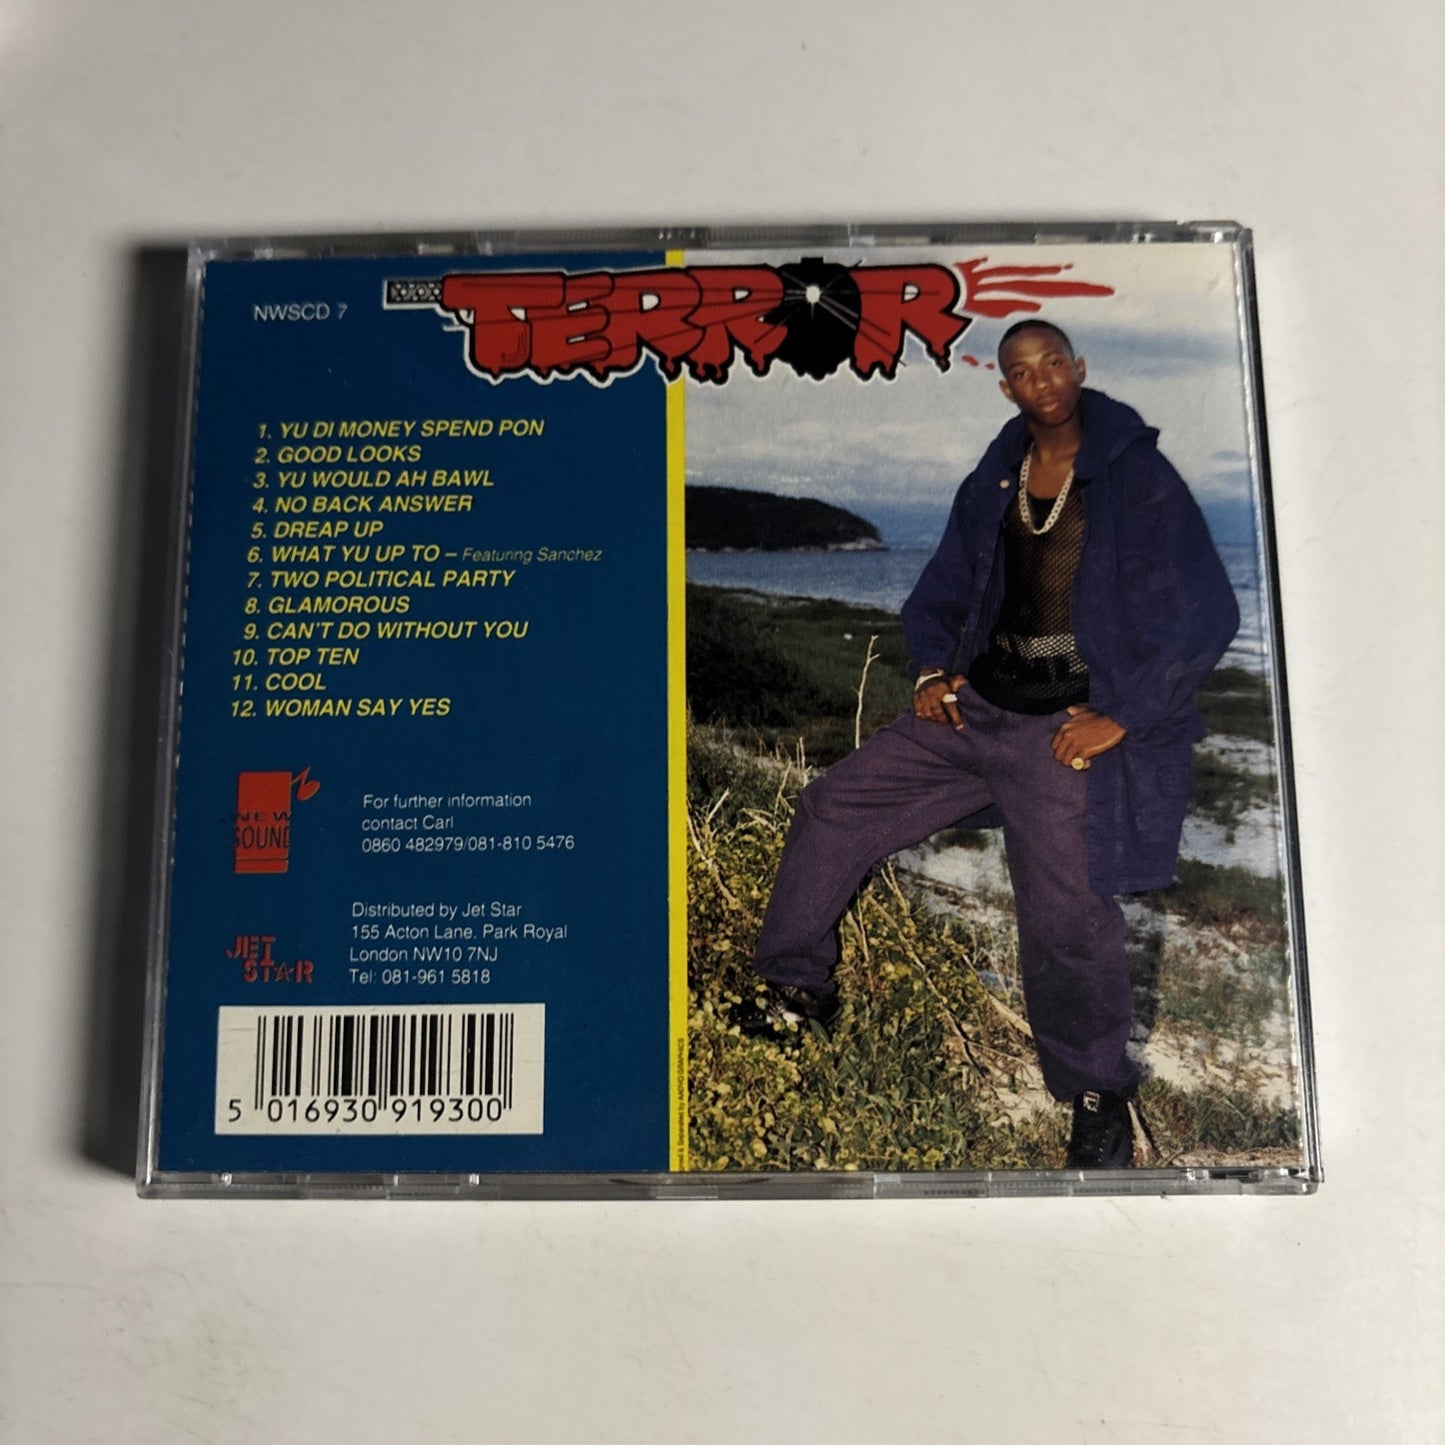 TERROR
NWSCD 7
1. YU DI MONEY SPEND PON
2. GOOD LOOKS
3. YU WOULD AH BAWL
4. NO BACK ANSWER
5. DREAP UP
6. WHAT YU UP TO – Featuring Sanchez
7. TWO POLITICAL PARTY
8. GLAMOROUS
9. CAN'T DO WITHOUT YOU
10. TOP TEN
11. COOL
12. WOMAN SAY YES
NEW
SOUND
For further information
contact Carl
0860 482979/081-810 5476
JET
STAR
Distributed by Jet Star
155 Acton Lane, Park Royal
London NW10 7NJ
Tel: 081-961 5818
5 016930 919300
& Separated by GRAPHICS